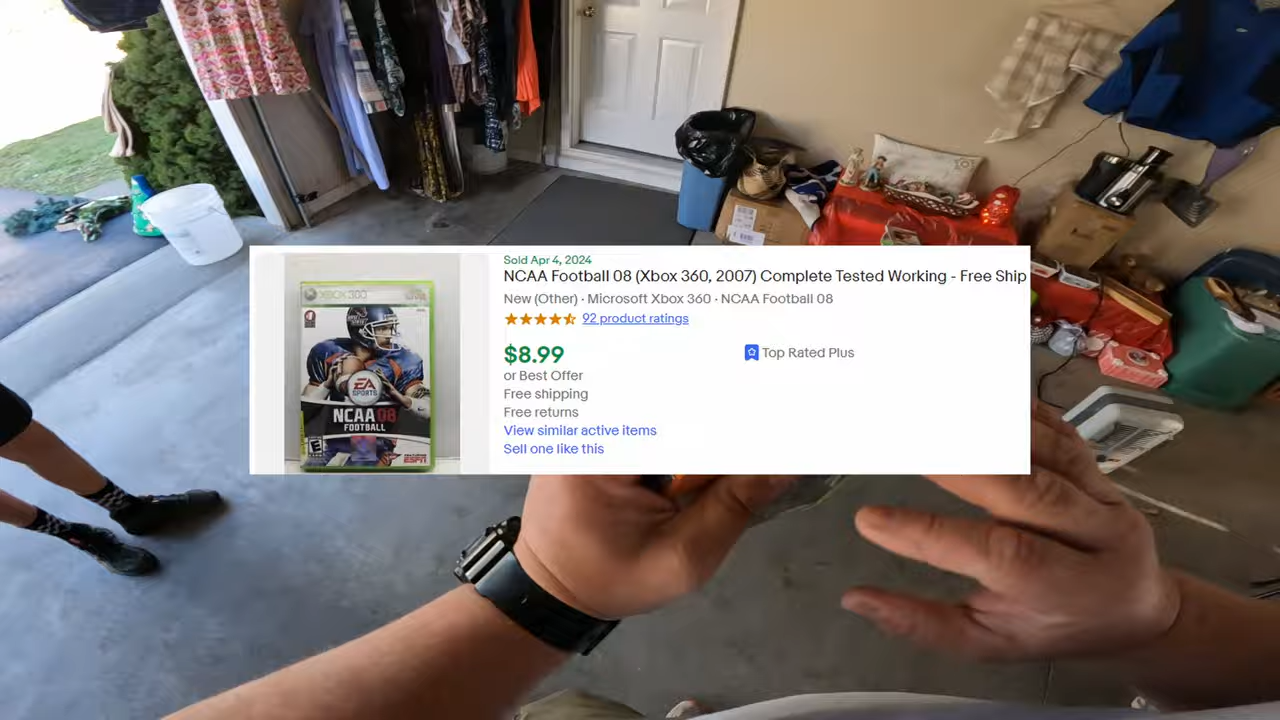 Sold Apr 4, 2024
NCAA Football 08 (Xbox 360, 2007) Complete Tested Working - Free Ship
New (Other) · Microsoft Xbox 360 · NCAA Football 08
92 product ratings
$8.99
Top Rated Plus
or Best Offer
Free shipping
Free returns
View similar active items
Sell one like this
XBOX 360
EA
SPORTS
NCAA 08
FOOTBALL
E
ESPN